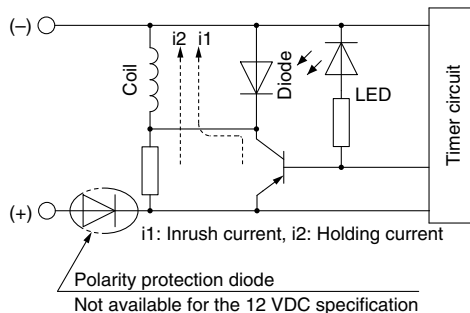 (–)
i2 i1
Coil
Diode
LED
Timer circuit
(+)
i1: Inrush current, i2: Holding current
Polarity protection diode
Not available for the 12 VDC specification